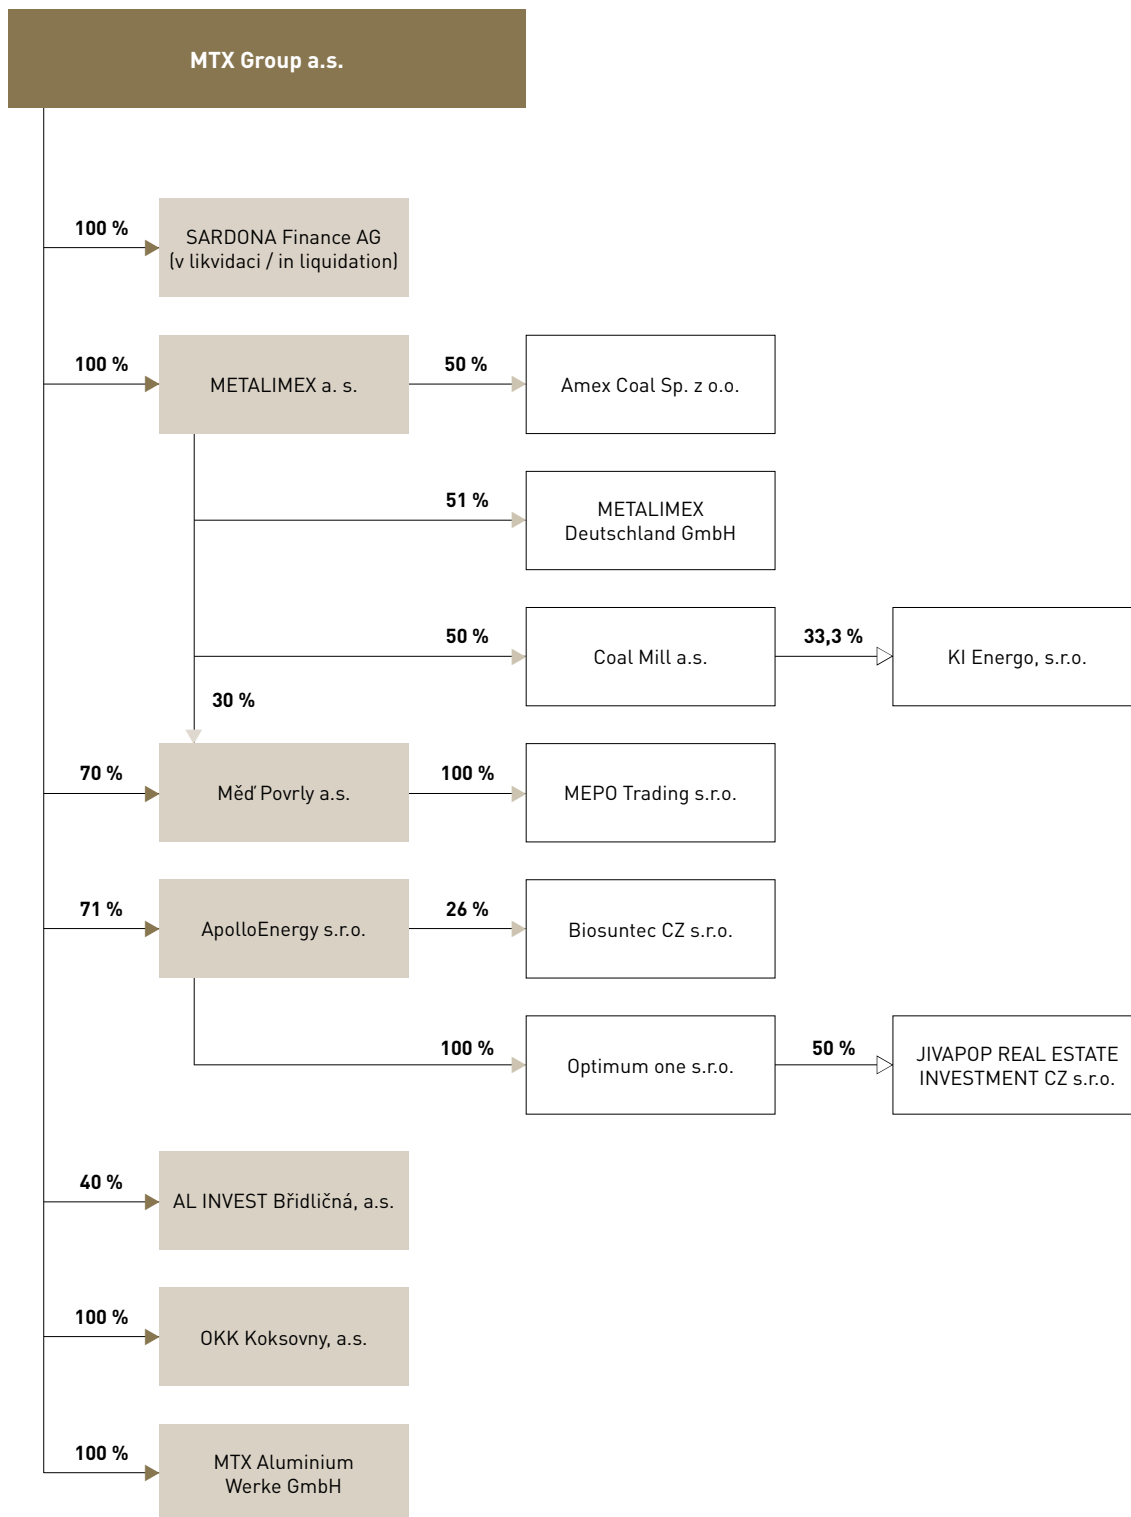 MTX Group a.s.
100 %
SARDONA Finance AG
(v likvidaci / in liquidation)
100 %
METALIMEX a. s.
50 %
Amex Coal Sp. z o.o.
51 %
METALIMEX
Deutschland GmbH
50 %
Coal Mill a.s.
33,3 %
KI Energo, s.r.o.
30 %
70 %
Měď Povrly a.s.
100 %
MEPO Trading s.r.o.
71 %
ApolloEnergy s.r.o.
26 %
Biosuntec CZ s.r.o.
100 %
Optimum one s.r.o.
50 %
JIVAPOP REAL ESTATE
INVESTMENT CZ s.r.o.
40 %
AL INVEST Břidličná, a.s.
100 %
OKK Koksovny, a.s.
100 %
MTX Aluminium
Werke GmbH